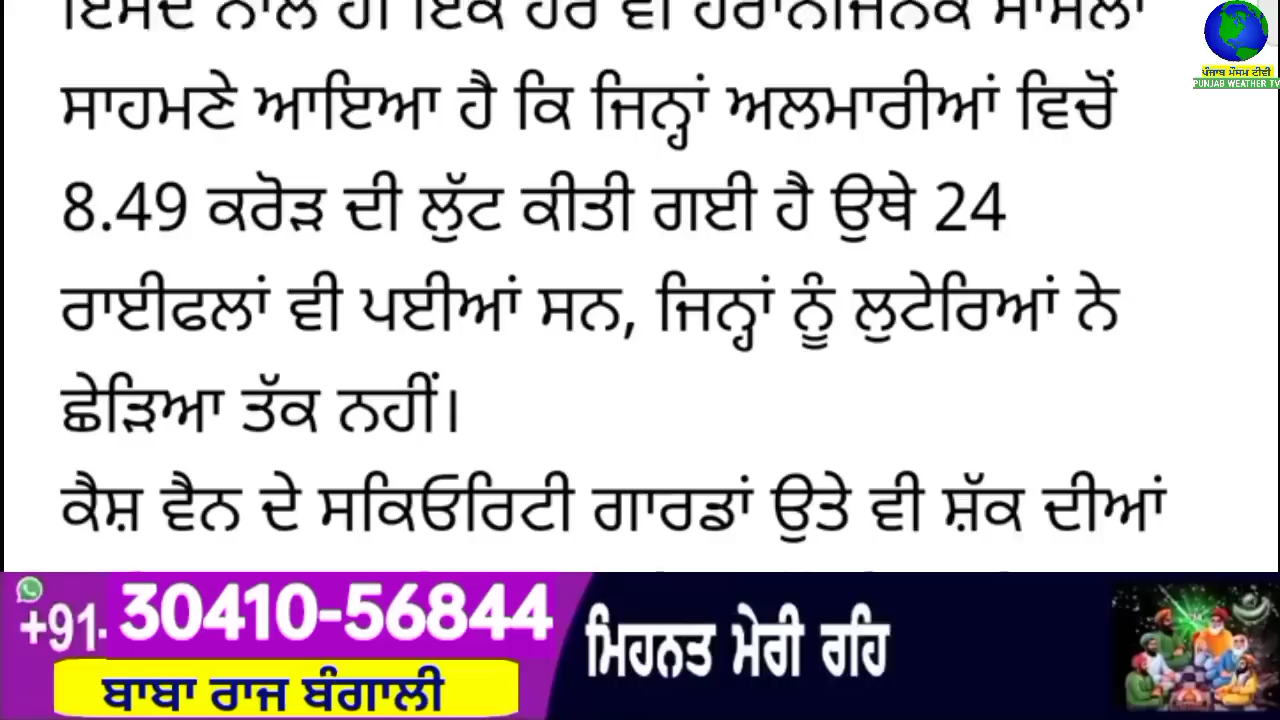 ਸਾਹਮਣੇ ਆਇਆ ਹੈ ਕਿ ਜਿਨ੍ਹਾਂ ਅਲਮਾਰੀਆਂ ਵਿਚੋਂ
8.49 ਕਰੋੜ ਦੀ ਲੁੱਟ ਕੀਤੀ ਗਈ ਹੈ ਉਥੇ 24
ਰਾਈਫਲਾਂ ਵੀ ਪਈਆਂ ਸਨ, ਜਿਨ੍ਹਾਂ ਨੂੰ ਲੁਟੇਰਿਆਂ ਨੇ
ਛੇੜਿਆ ਤੱਕ ਨਹੀਂ।
ਕੈਸ਼ ਵੈਨ ਦੇ ਸਕਿਓਰਿਟੀ ਗਾਰਡਾਂ ਉਤੇ ਵੀ ਸ਼ੱਕ ਦੀਆਂ
ਪੰਜਾਬ ਮੌਸਮ ਟੀਵੀ
PUNJAB WEATHER TV
+91- 30410-56844
ਬਾਬਾ ਰਾਜ ਬੰਗਾਲੀ
ਮਿਹਨਤ ਮੇਰੀ ਰਹਿ